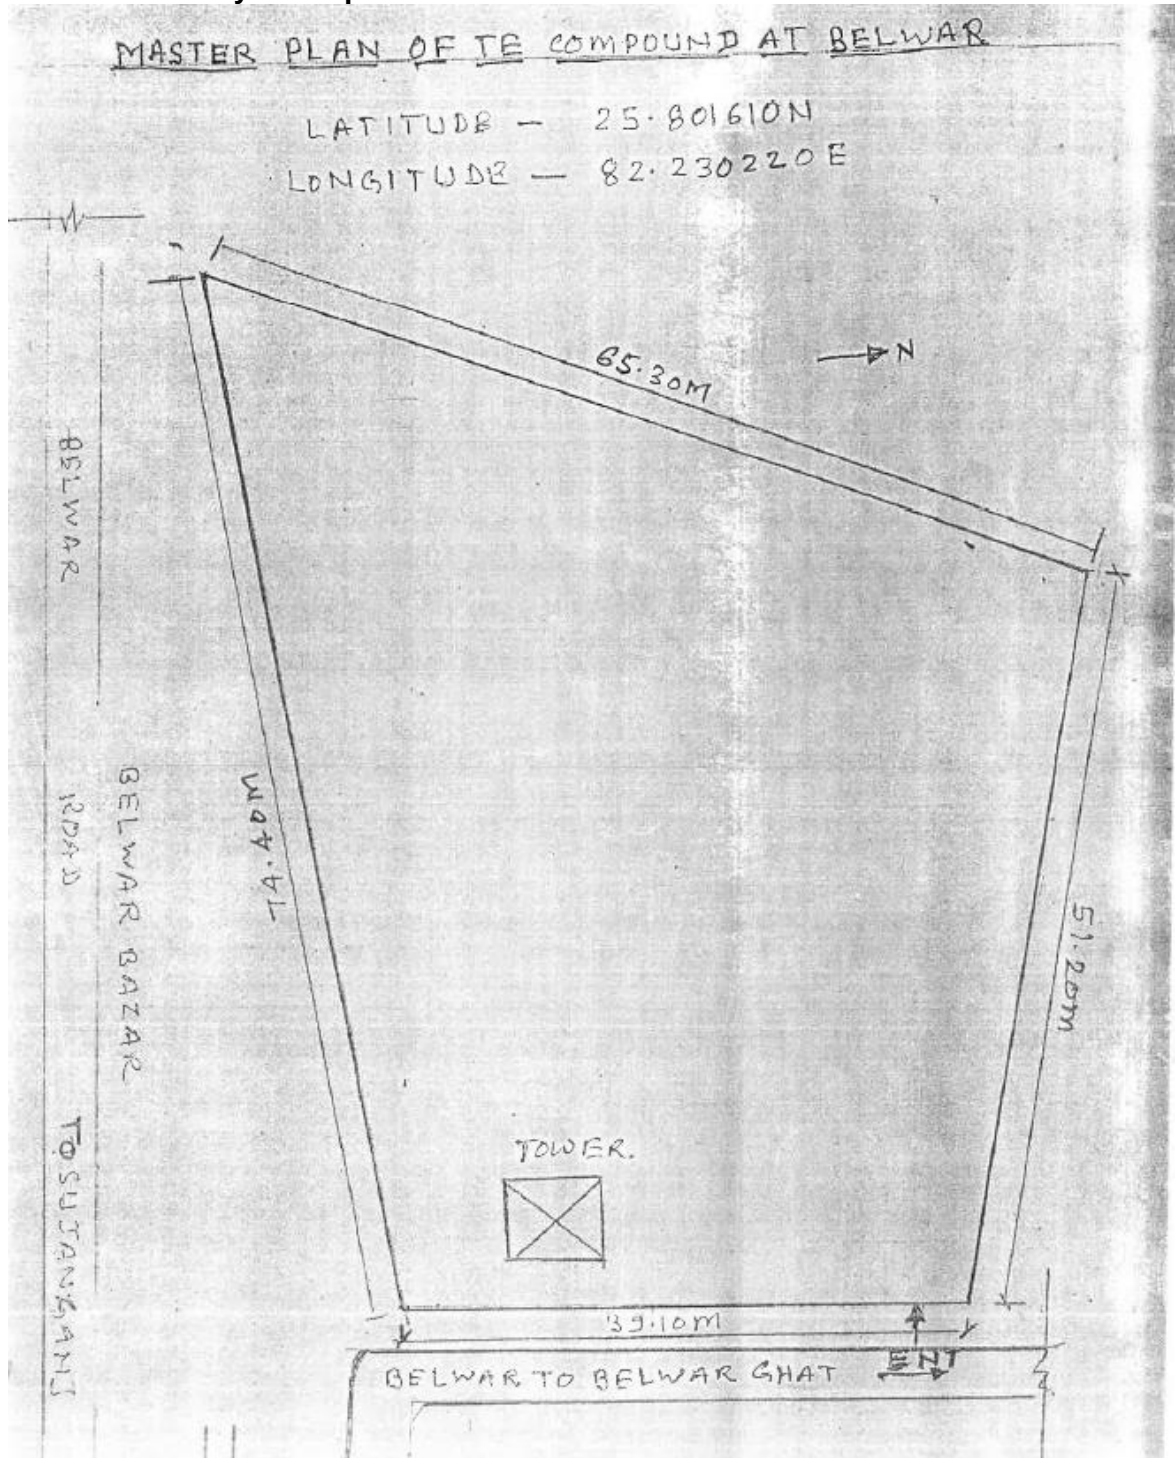 MASTER PLAN OF TE COMPOUND AT BELWAR
LATITUDE - 25.801610N
LONGITUDE - 82.230220E
65.30M
N
BELWAR ROAD TO SUJANGANJ
BELWAR BAZAR
74.40M
51.20M
TOWER.
39.10M
ENT
BELWAR TO BELWAR GHAT